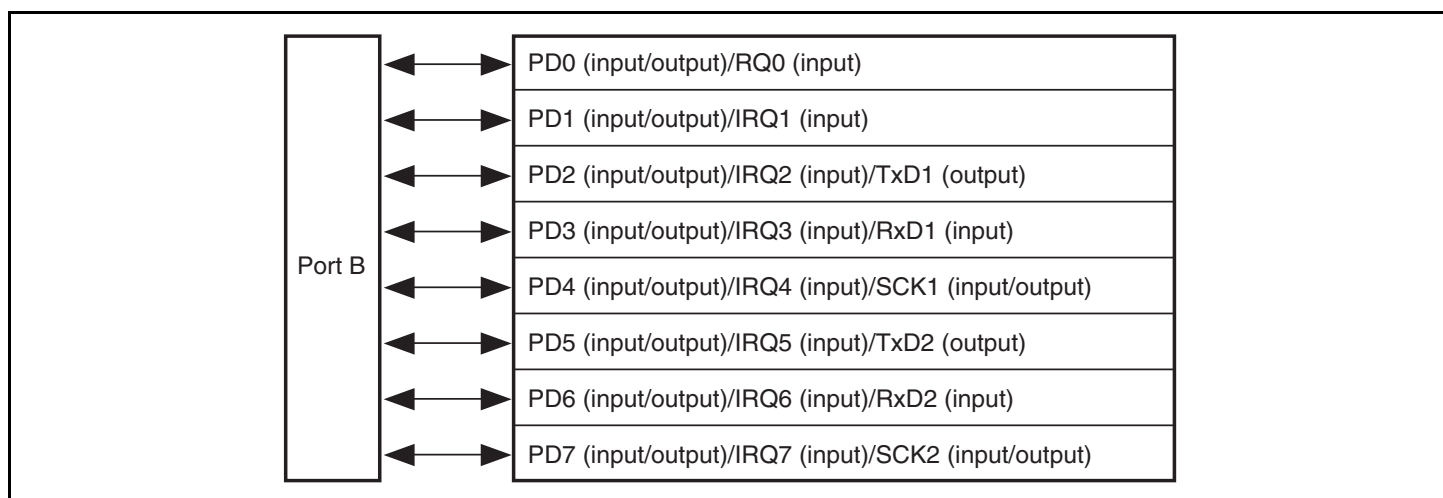 Port B
PD0 (input/output)/RQ0 (input)
PD1 (input/output)/IRQ1 (input)
PD2 (input/output)/IRQ2 (input)/TxD1 (output)
PD3 (input/output)/IRQ3 (input)/RxD1 (input)
PD4 (input/output)/IRQ4 (input)/SCK1 (input/output)
PD5 (input/output)/IRQ5 (input)/TxD2 (output)
PD6 (input/output)/IRQ6 (input)/RxD2 (input)
PD7 (input/output)/IRQ7 (input)/SCK2 (input/output)